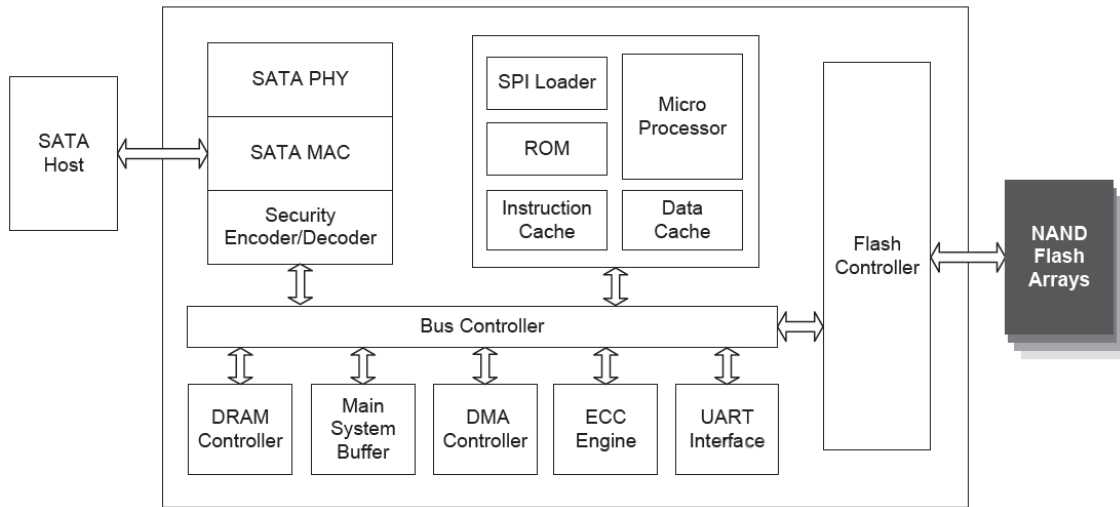 SATA
Host
SATA PHY
SATA MAC
Security
Encoder/Decoder
SPI Loader
ROM
Instruction
Cache
Micro
Processor
Data
Cache
Flash
Controller
NAND
Flash
Arrays
Bus Controller
DRAM
Controller
Main
System
Buffer
DMA
Controller
ECC
Engine
UART
Interface